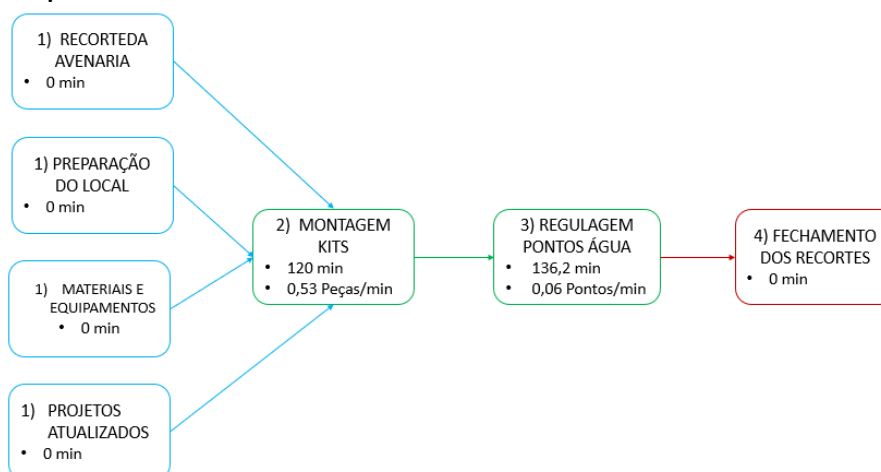 1) RECORTEDA
AVENARIA
• 0 min
1) PREPARAÇÃO
DO LOCAL
• 0 min
1) MATERIAIS E
EQUIPAMENTOS
• 0 min
1) PROJETOS
ATUALIZADOS
• 0 min
2) MONTAGEM
KITS
• 120 min
• 0,53 Peças/min
3) REGULAGEM
PONTOS ÁGUA
• 136,2 min
• 0,06 Pontos/min
4) FECHAMENTO
DOS RECORTES
• 0 min